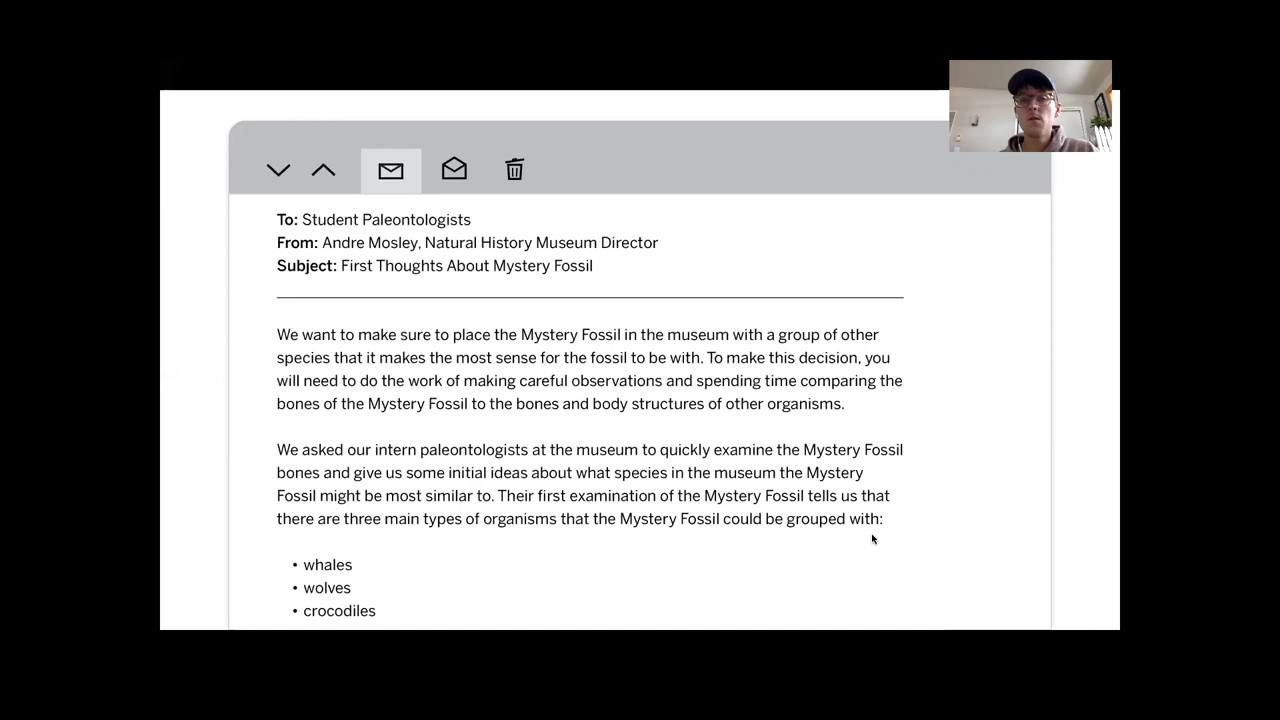 To: Student Paleontologists
From: Andre Mosley, Natural History Museum Director
Subject: First Thoughts About Mystery Fossil
We want to make sure to place the Mystery Fossil in the museum with a group of other
species that it makes the most sense for the fossil to be with. To make this decision, you
will need to do the work of making careful observations and spending time comparing the
bones of the Mystery Fossil to the bones and body structures of other organisms.
We asked our intern paleontologists at the museum to quickly examine the Mystery Fossil
bones and give us some initial ideas about what species in the museum the Mystery
Fossil might be most similar to. Their first examination of the Mystery Fossil tells us that
there are three main types of organisms that the Mystery Fossil could be grouped with:
• whales
• wolves
• crocodiles